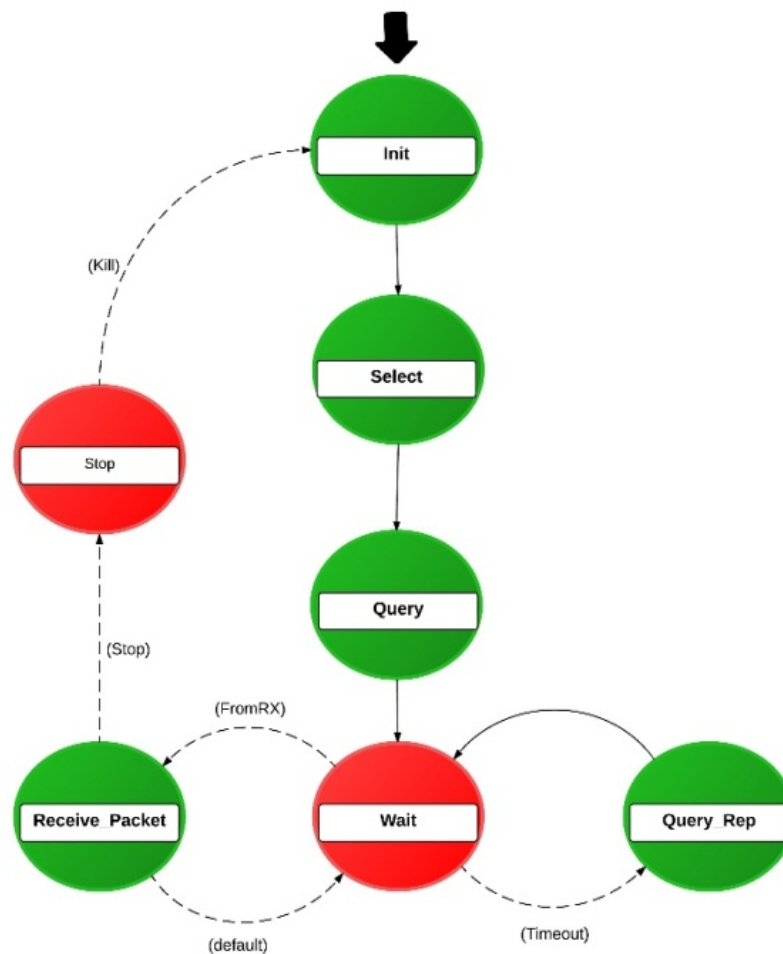 Init
(Kill)
Select
Stop
Query
(Stop)
(FromRX)
Receive_Packet
Wait
Query_Rep
(default)
(Timeout)